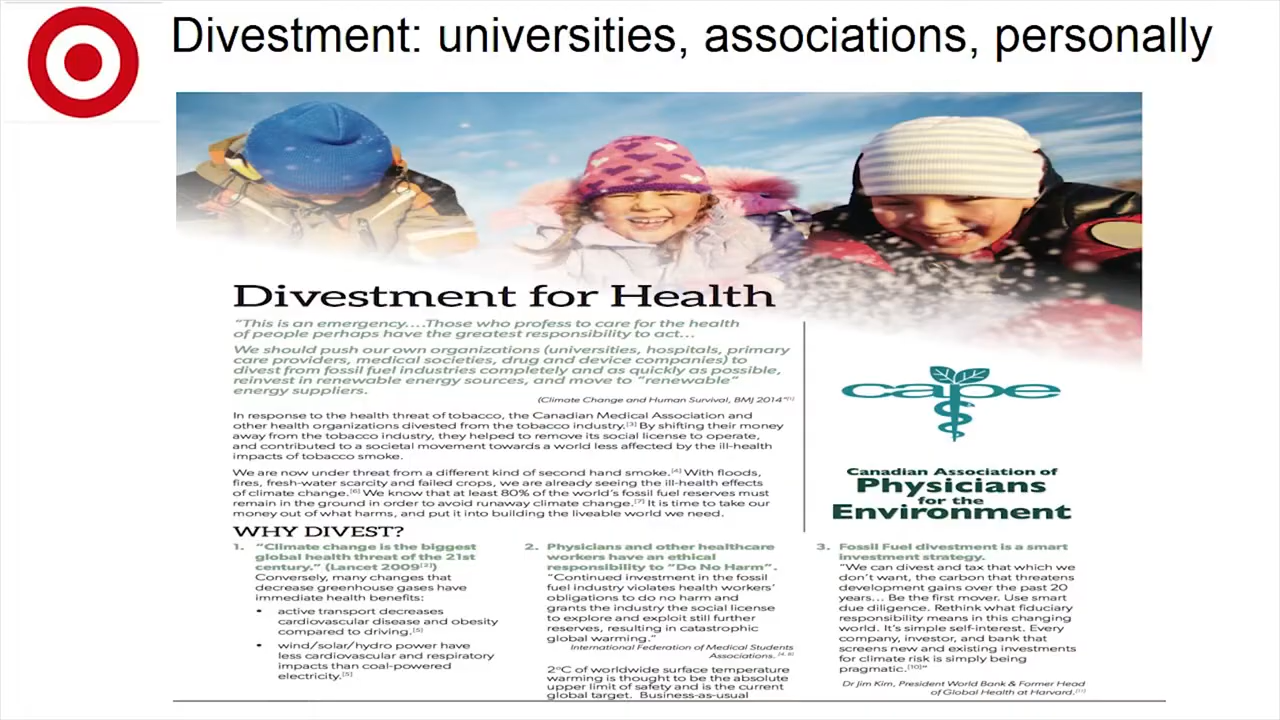 Divestment: universities, associations, personally
Divestment for Health
"This is an emergency....Those who profess to care for the health
of people perhaps have the greatest responsibility to act...
We should push our own organizations (universities, hospitals, primary
care providers, medical societies, drug and device companies) to
divest from fossil fuel industries completely and as quickly as possible,
reinvest in renewable energy sources, and move to "renewable"
energy suppliers.
(Climate Change and Human Survival, BMJ 2014"[1]
In response to the health threat of tobacco, the Canadian Medical Association and
other health organizations divested from the tobacco industry.[3] By shifting their money
away from the tobacco industry, they helped to remove its social license to operate,
and contributed to a societal movement towards a world less affected by the ill-health
impacts of tobacco smoke.
We are now under threat from a different kind of second hand smoke.[4] With floods,
fires, fresh-water scarcity and failed crops, we are already seeing the ill-health effects
of climate change.[6] We know that at least 80% of the world's fossil fuel reserves must
remain in the ground in order to avoid runaway climate change.[7] It is time to take our
money out of what harms, and put it into building the liveable world we need.
cape
Canadian Association of
Physicians
for the
Environment
WHY DIVEST?
1. "Climate change is the biggest
global health threat of the 21st
century." (Lancet 2009[2])
Conversely, many changes that
decrease greenhouse gases have
immediate health benefits:
• active transport decreases
cardiovascular disease and obesity
compared to driving.[5]
• wind/solar/hydro power have
less cardiovascular and respiratory
impacts than coal-powered
electricity.[5]
2. Physicians and other healthcare
workers have an ethical
responsibility to "Do No Harm".
"Continued investment in the fossil
fuel industry violates health workers'
obligations to do no harm and
grants the industry the social license
to explore and exploit still further
reserves, resulting in catastrophic
global warming."
International Federation of Medical Students
Associations. [4, 8]
2°C of worldwide surface temperature
warming is thought to be the absolute
upper limit of safety and is the current
global target. Business-as-usual
3. Fossil Fuel divestment is a smart
investment strategy.
"We can divest and tax that which we
don't want, the carbon that threatens
development gains over the past 20
years... Be the first mover. Use smart
due diligence. Rethink what fiduciary
responsibility means in this changing
world. It's simple self-interest. Every
company, investor, and bank that
screens new and existing investments
for climate risk is simply being
pragmatic.[10]"
Dr Jim Kim, President World Bank & Former Head
of Global Health at Harvard.[11]